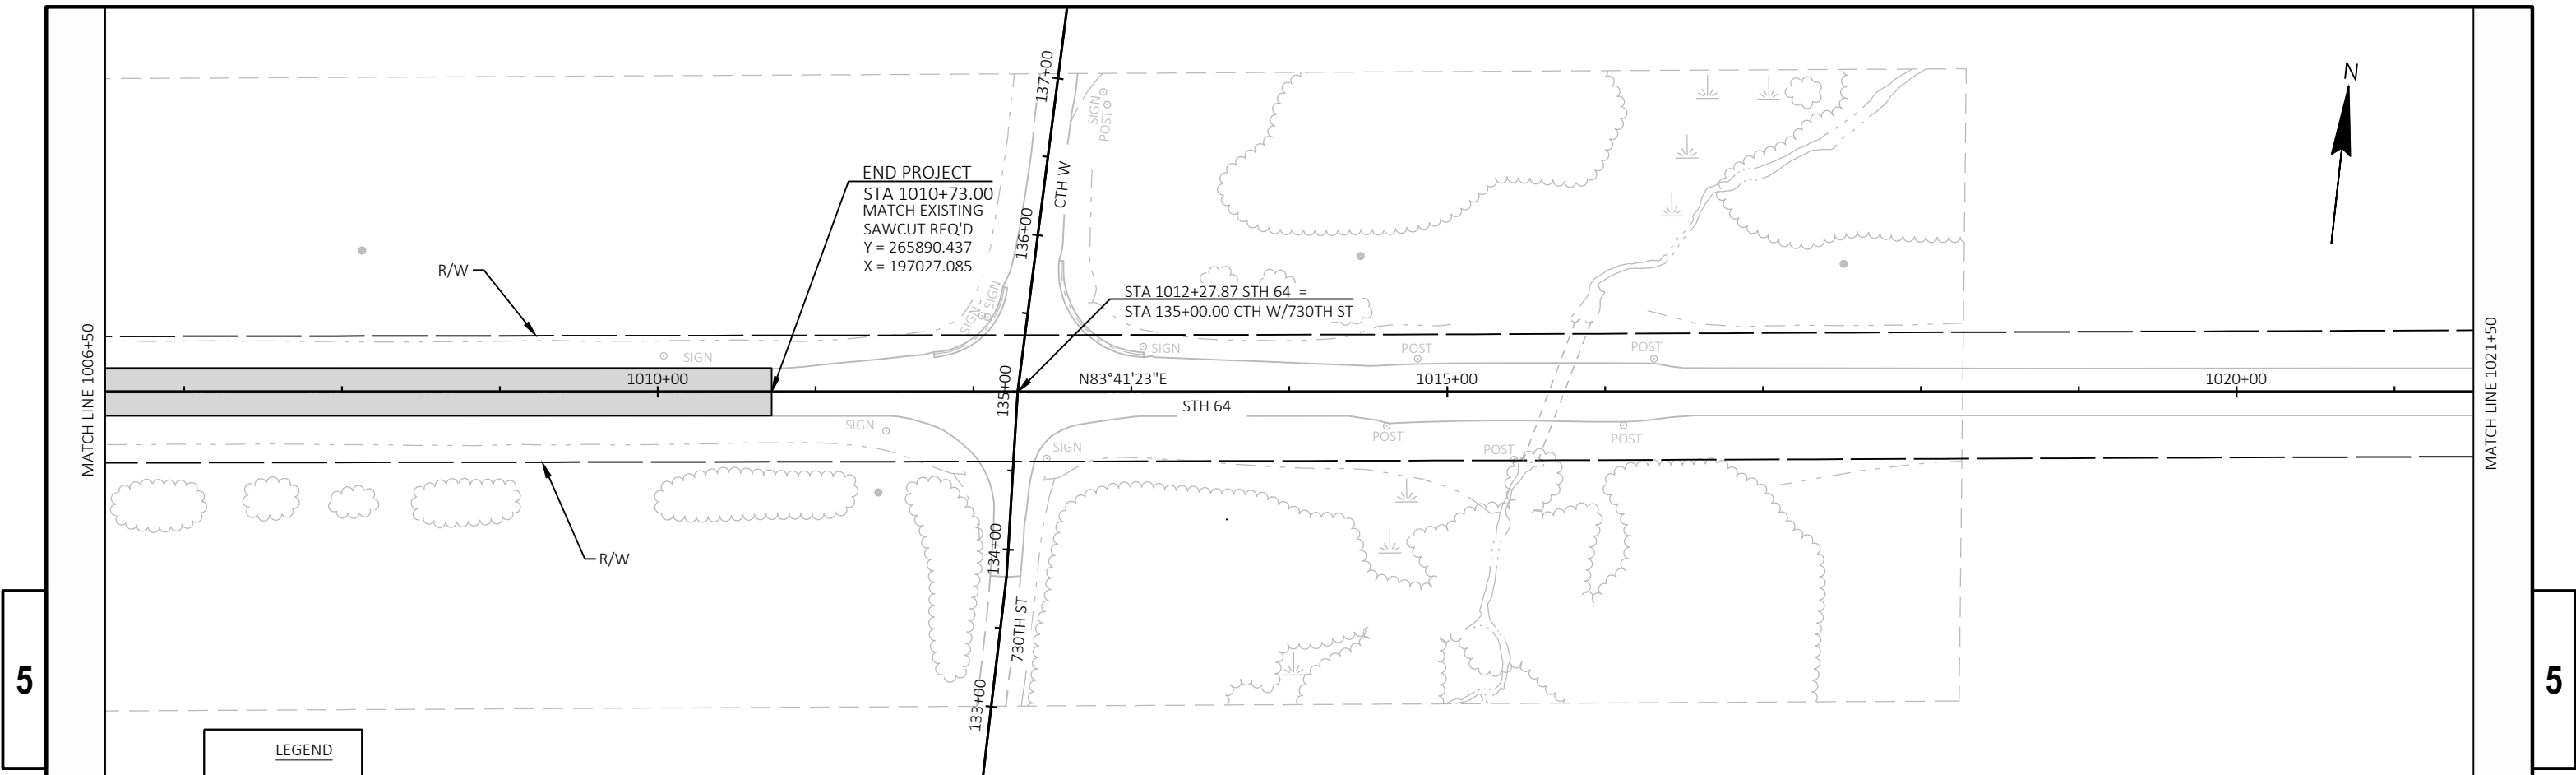 137+00
SIGN
POST
N
CTH W
END PROJECT
STA 1010+73.00
MATCH EXISTING
SAWCUT REQ'D
Y = 265890.437
X = 197027.085
136+00
R/W
SIGN
SIGN
STA 1012+27.87 STH 64 =
STA 135+00.00 CTH W/730TH ST
MATCH LINE 1006+50
SIGN
SIGN
POST
POST
MATCH LINE 1021+50
1010+00
135+00
N83°41'23"E
1015+00
1020+00
STH 64
SIGN
SIGN
POST
POST
POST
R/W
134+00
730TH ST
5
5
133+00
LEGEND